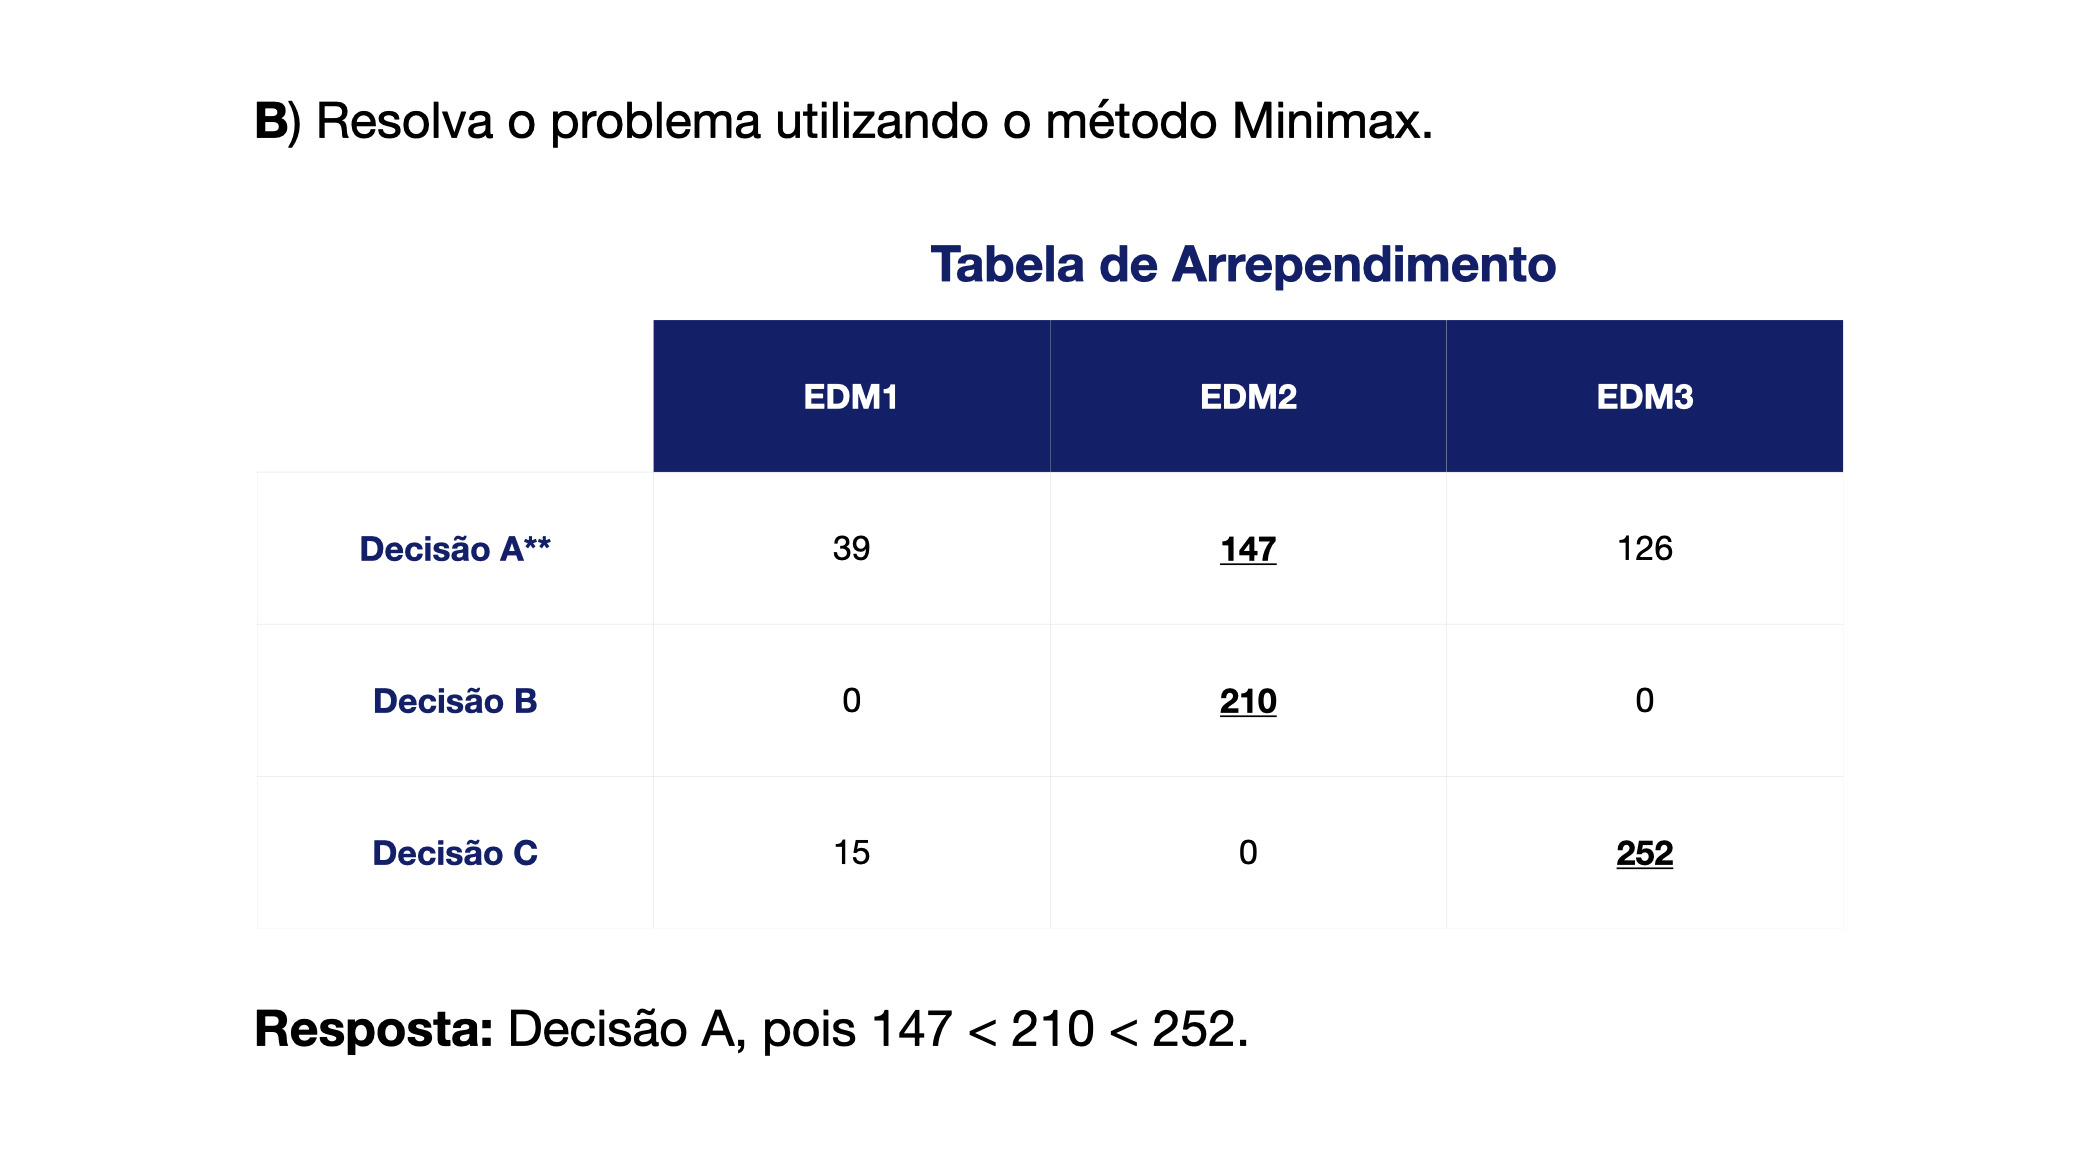 B) Resolva o problema utilizando o método Minimax.
Tabela de Arrependimento
EDM1 EDM2 EDM3
Decisão A** 39 147 126
Decisão B 0 210 0
Decisão C 15 0 252
Resposta: Decisão A, pois 147 < 210 < 252.